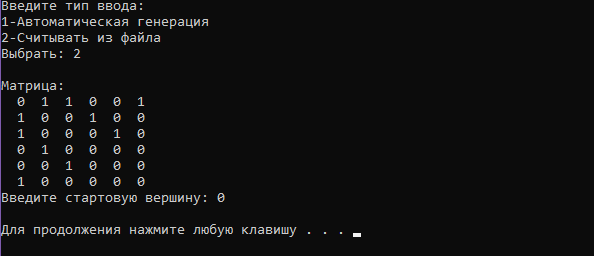 Введите тип ввода:
1-Автоматическая генерация
2-Считывать из файла
Выбрать: 2
Матрица:
0 1 1 0 0 1
1 0 0 1 0 0
1 0 0 0 1 0
0 1 0 0 0 0
0 0 1 0 0 0
1 0 0 0 0 0
Введите стартовую вершину: 0
Для продолжения нажмите любую клавишу . . .